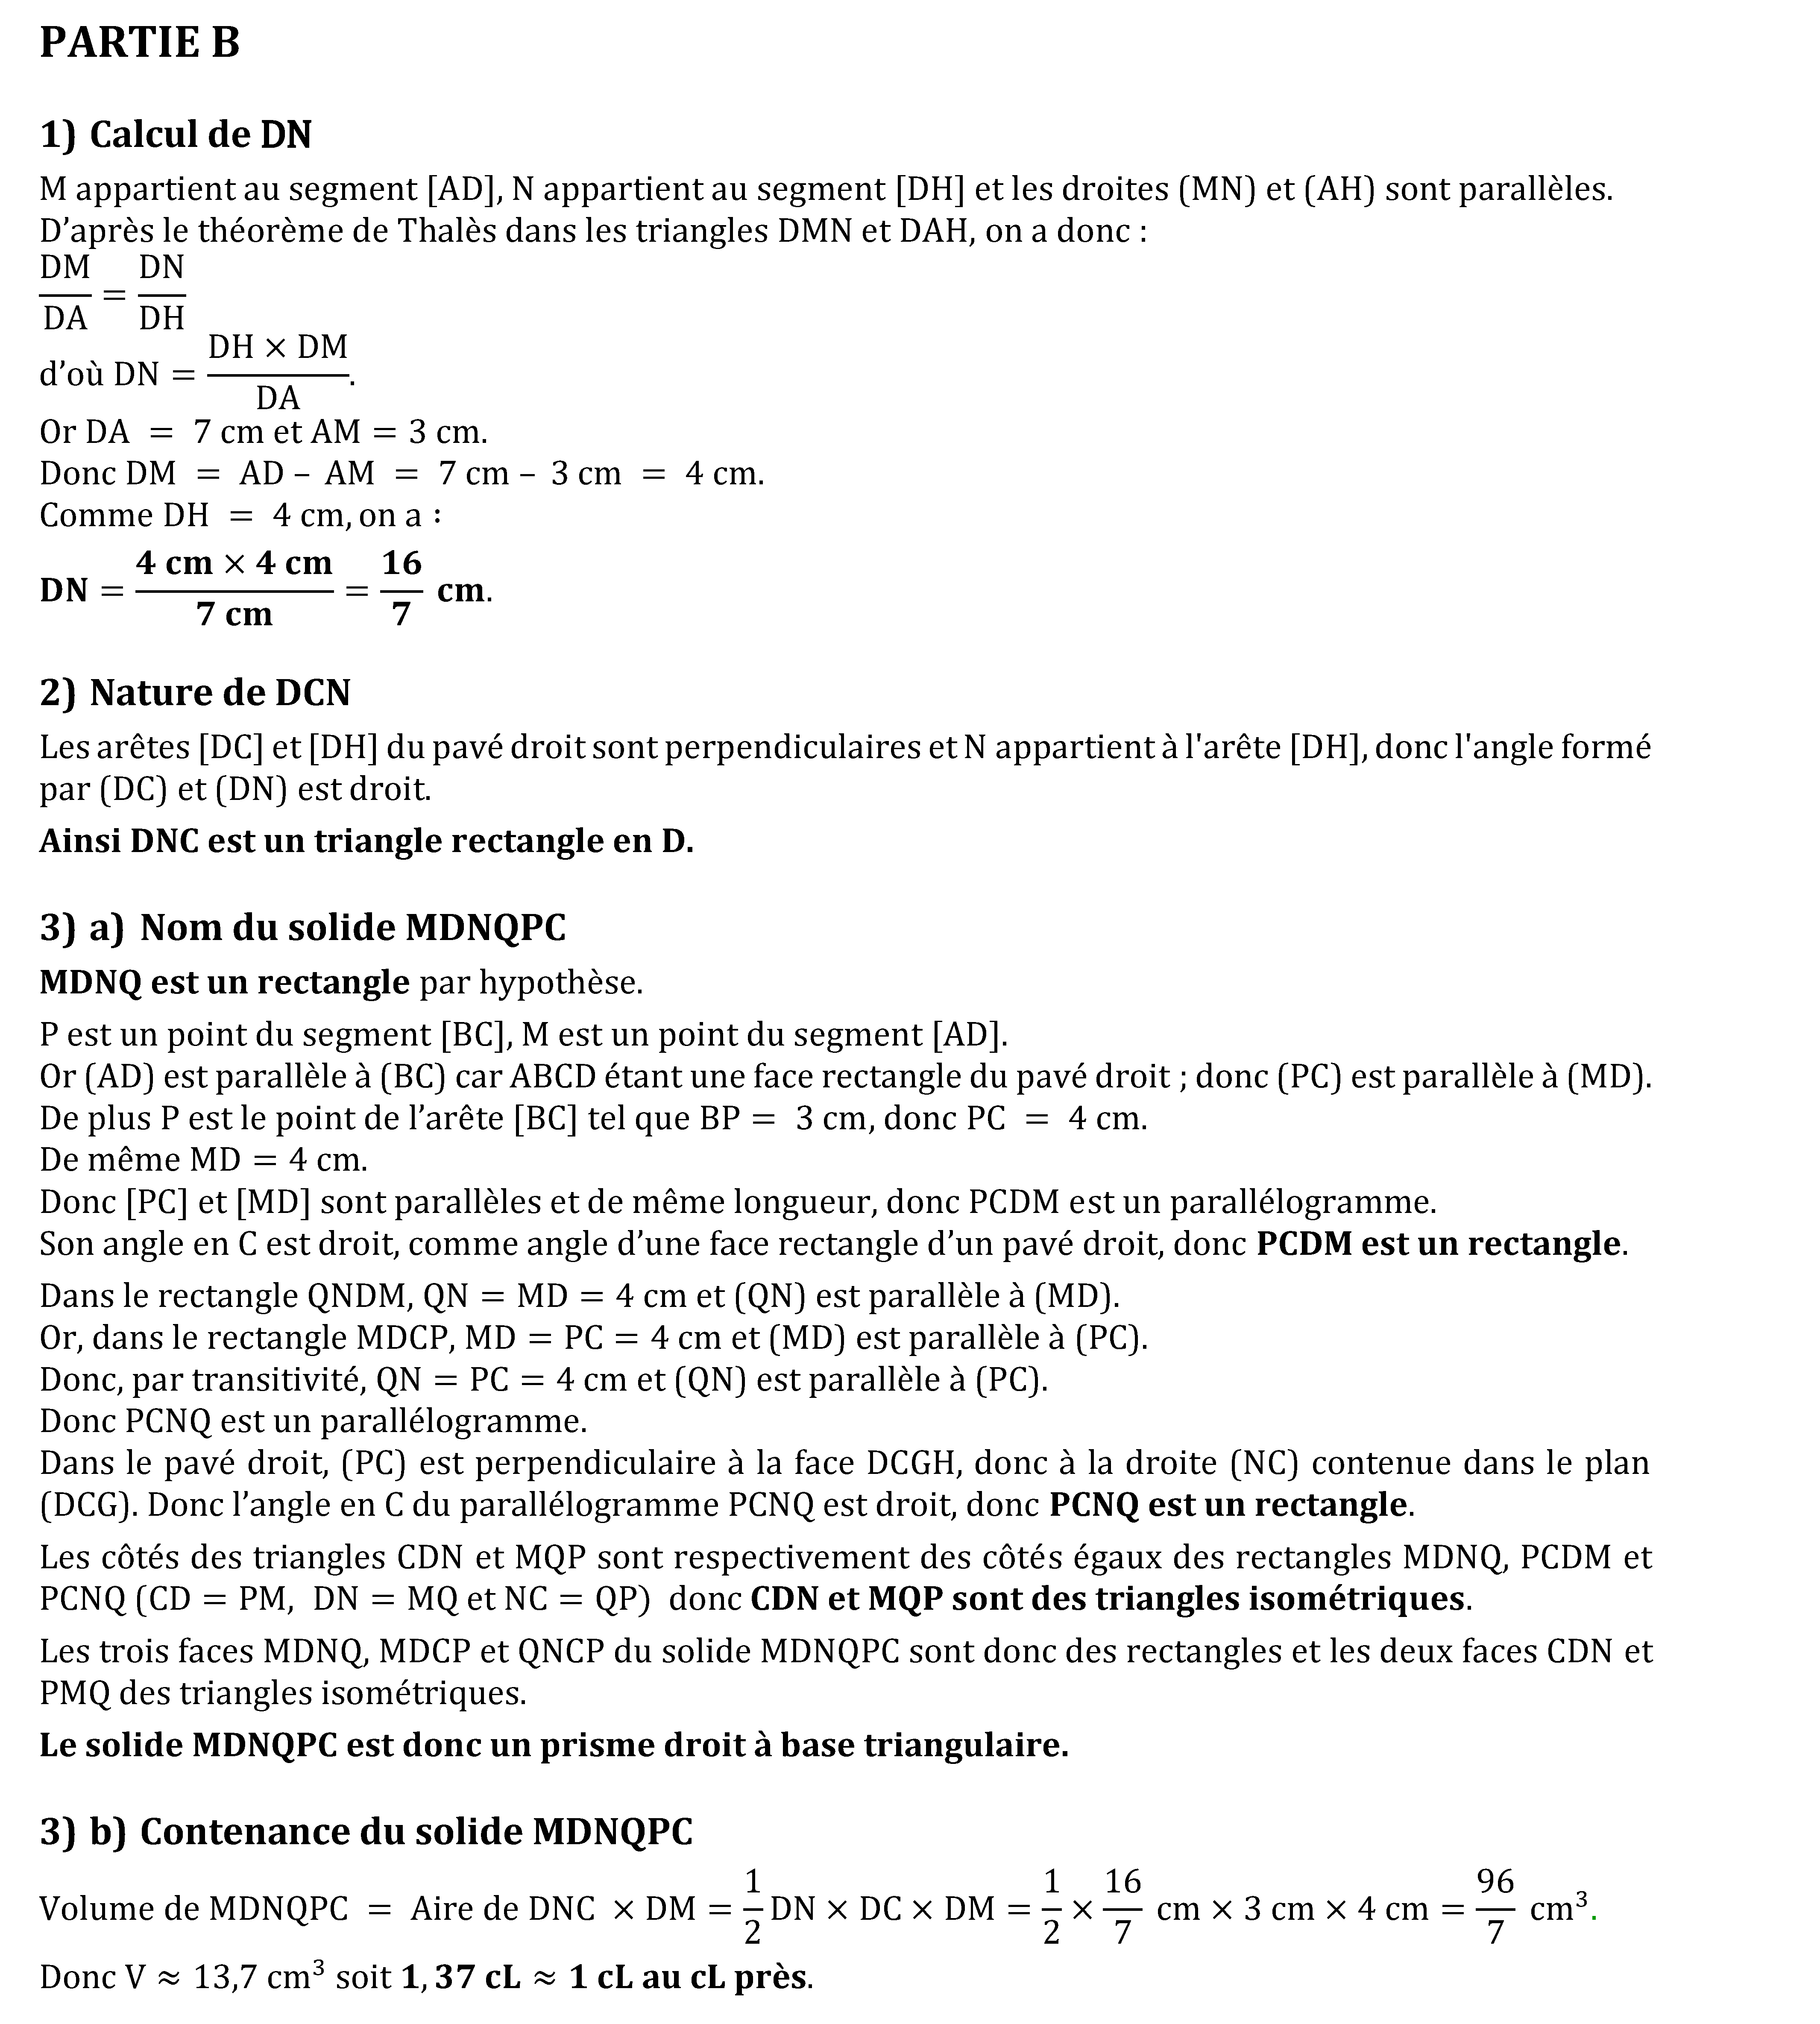 PARTIE B
1) Calcul de DN
M appartient au segment [AD], N appartient au segment [DH] et les droites (MN) et (AH) sont parallèles.
D’après le théorème de Thalès dans les triangles DMN et DAH, on a donc :
DM/DA = DN/DH
d’où DN = (DH × DM)/DA.
Or DA = 7 cm et AM = 3 cm.
Donc DM = AD – AM = 7 cm – 3 cm = 4 cm.
Comme DH = 4 cm, on a :
DN = (4 cm × 4 cm)/(7 cm) = 16/7 cm.
2) Nature de DCN
Les arêtes [DC] et [DH] du pavé droit sont perpendiculaires et N appartient à l'arête [DH], donc l'angle formé
par (DC) et (DN) est droit.
Ainsi DNC est un triangle rectangle en D.
3) a) Nom du solide MDNQPC
MDNQ est un rectangle par hypothèse.
P est un point du segment [BC], M est un point du segment [AD].
Or (AD) est parallèle à (BC) car ABCD étant une face rectangle du pavé droit ; donc (PC) est parallèle à (MD).
De plus P est le point de l’arête [BC] tel que BP = 3 cm, donc PC = 4 cm.
De même MD = 4 cm.
Donc [PC] et [MD] sont parallèles et de même longueur, donc PCDM est un parallélogramme.
Son angle en C est droit, comme angle d’une face rectangle d’un pavé droit, donc PCDM est un rectangle.
Dans le rectangle QNDM, QN = MD = 4 cm et (QN) est parallèle à (MD).
Or, dans le rectangle MDCP, MD = PC = 4 cm et (MD) est parallèle à (PC).
Donc, par transitivité, QN = PC = 4 cm et (QN) est parallèle à (PC).
Donc PCNQ est un parallélogramme.
Dans le pavé droit, (PC) est perpendiculaire à la face DCGH, donc à la droite (NC) contenue dans le plan
(DCG). Donc l’angle en C du parallélogramme PCNQ est droit, donc PCNQ est un rectangle.
Les côtés des triangles CDN et MQP sont respectivement des côtés égaux des rectangles MDNQ, PCDM et
PCNQ (CD = PM, DN = MQ et NC = QP) donc CDN et MQP sont des triangles isométriques.
Les trois faces MDNQ, MDCP et QNCP du solide MDNQPC sont donc des rectangles et les deux faces CDN et
PMQ des triangles isométriques.
Le solide MDNQPC est donc un prisme droit à base triangulaire.
3) b) Contenance du solide MDNQPC
Volume de MDNQPC = Aire de DNC × DM = 1/2 DN × DC × DM = 1/2 × 16/7 cm × 3 cm × 4 cm = 96/7 cm³.
Donc V ≈ 13,7 cm³ soit 1, 37 cL ≈ 1 cL au cL près.